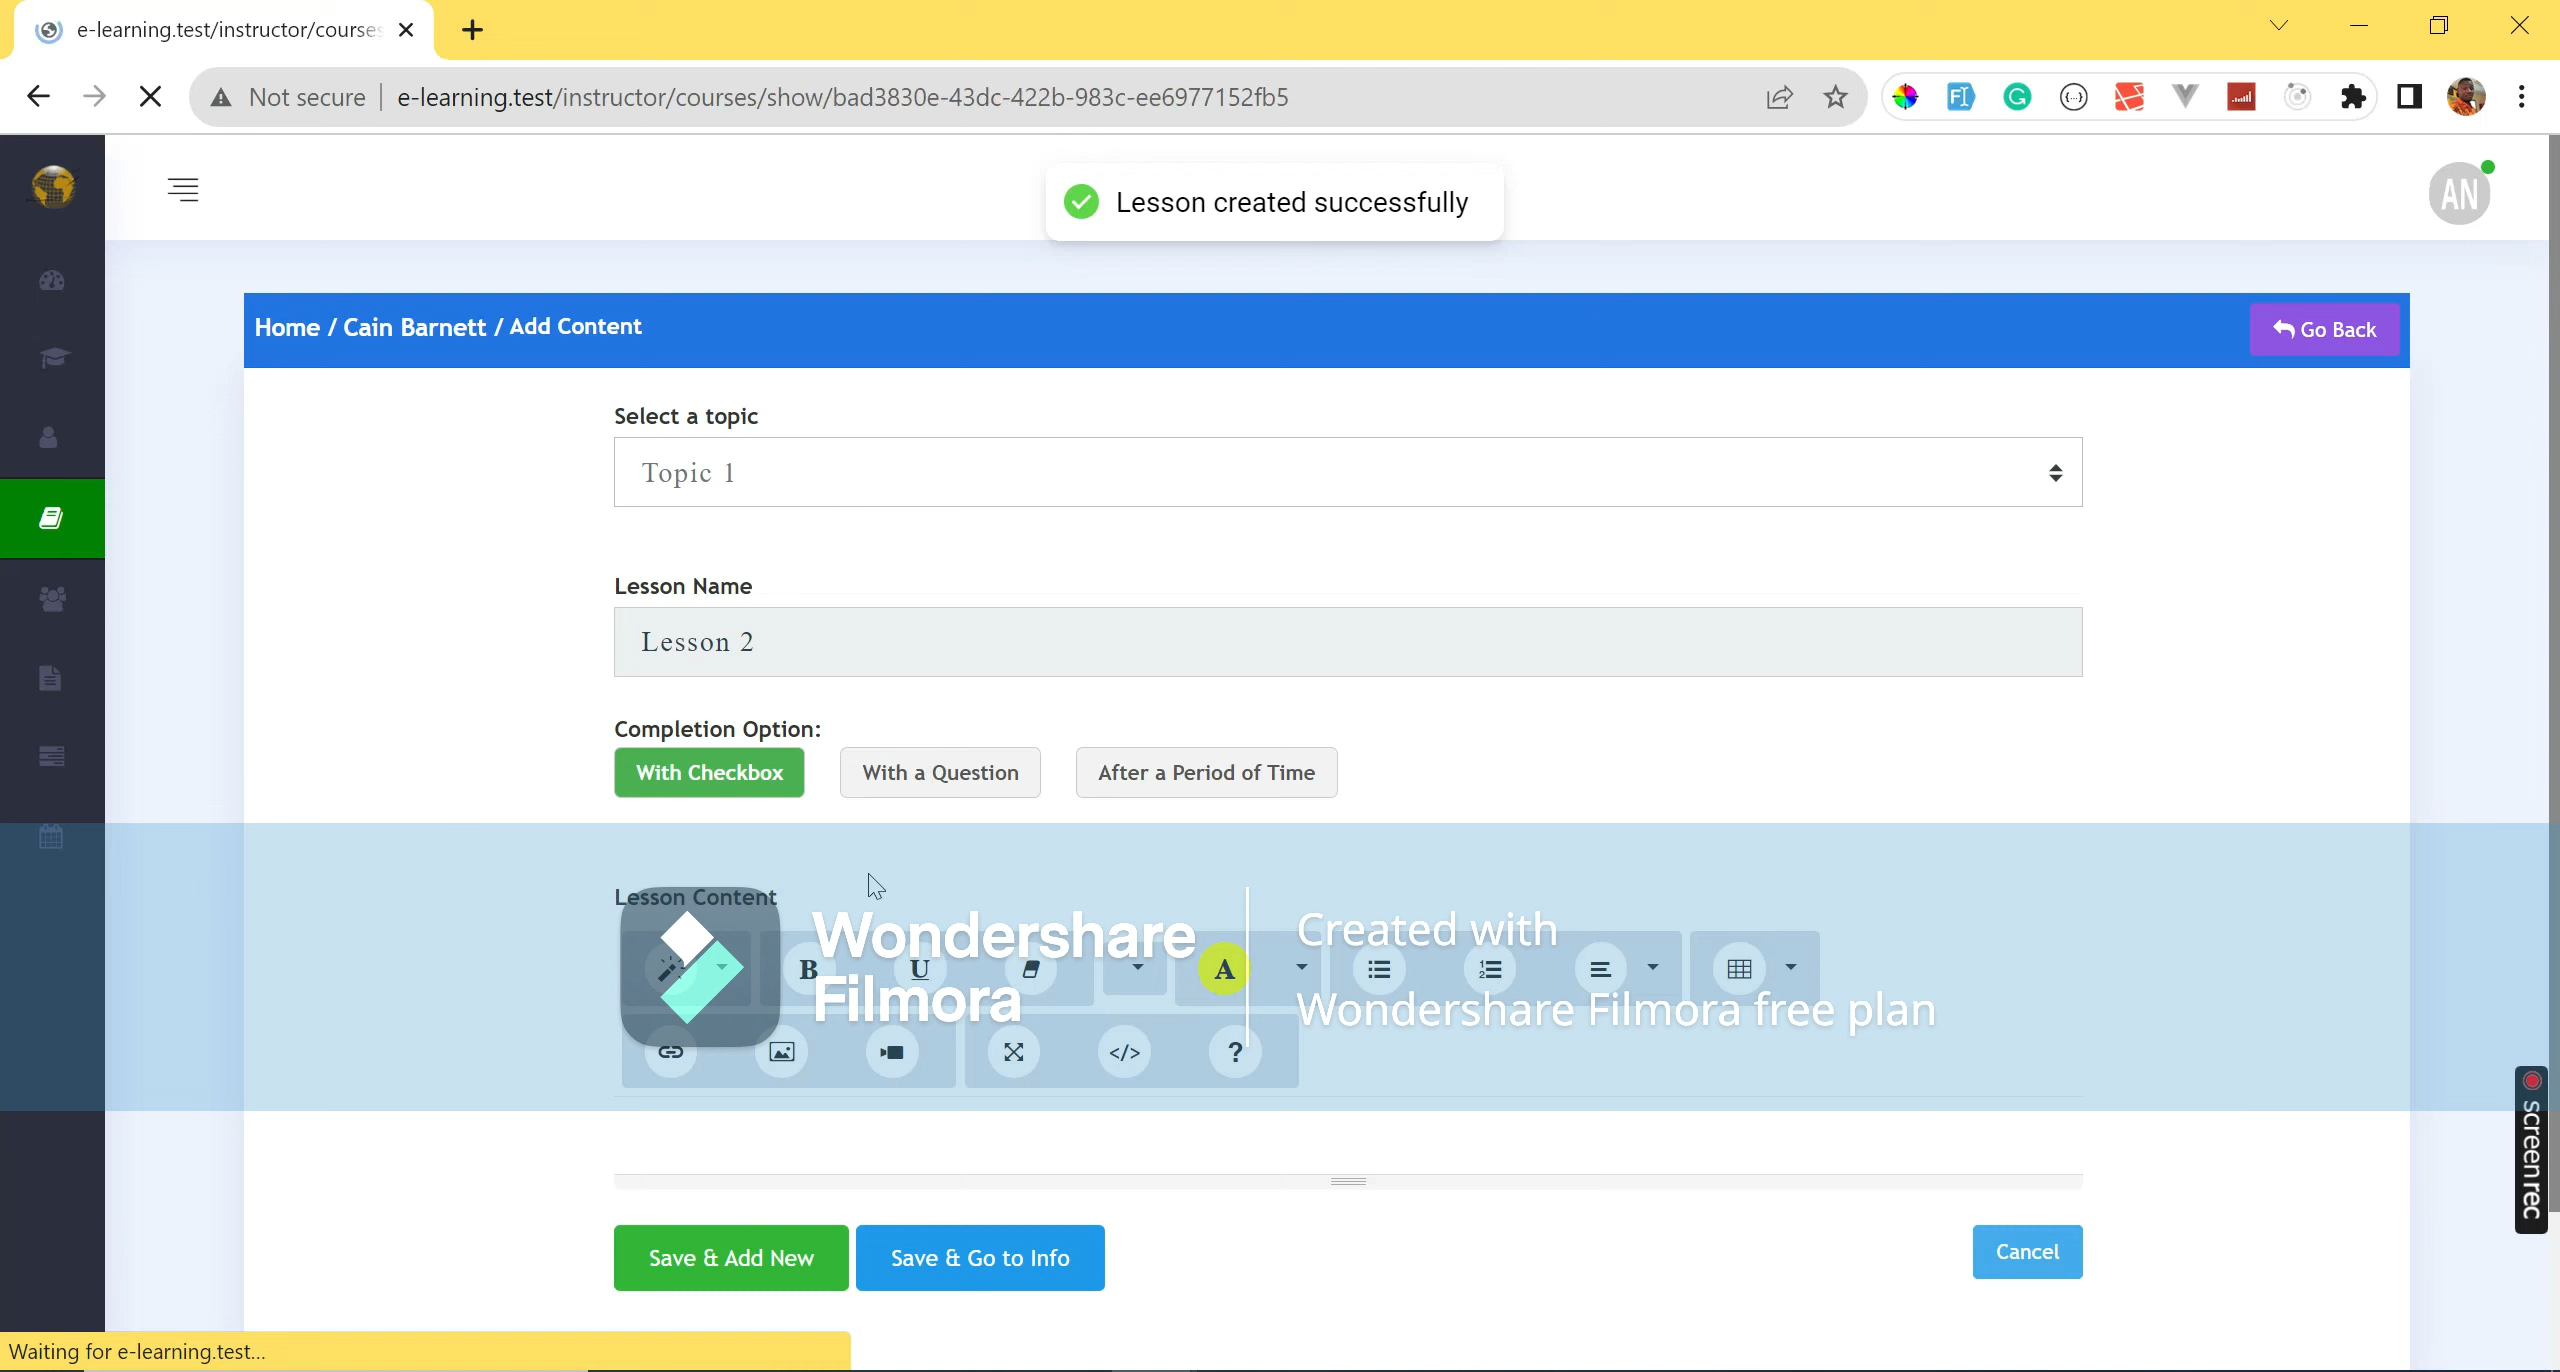 e-learning.test/instructor/courses
Not secure
e-learning.test/instructor/courses/show/bad3830e-43dc-422b-983c-ee6977152fb5
Lesson created successfully
AN
Home / Cain Barnett / Add Content
Go Back
Select a topic
Topic 1
Lesson Name
Lesson 2
Completion Option:
With Checkbox
With a Question
After a Period of Time
Lesson Content
Wondershare
Filmora
Created with
Wondershare Filmora free plan
B
U
A
</>
?
screenrec
Save & Add New
Save & Go to Info
Cancel
Waiting for e-learning.test...